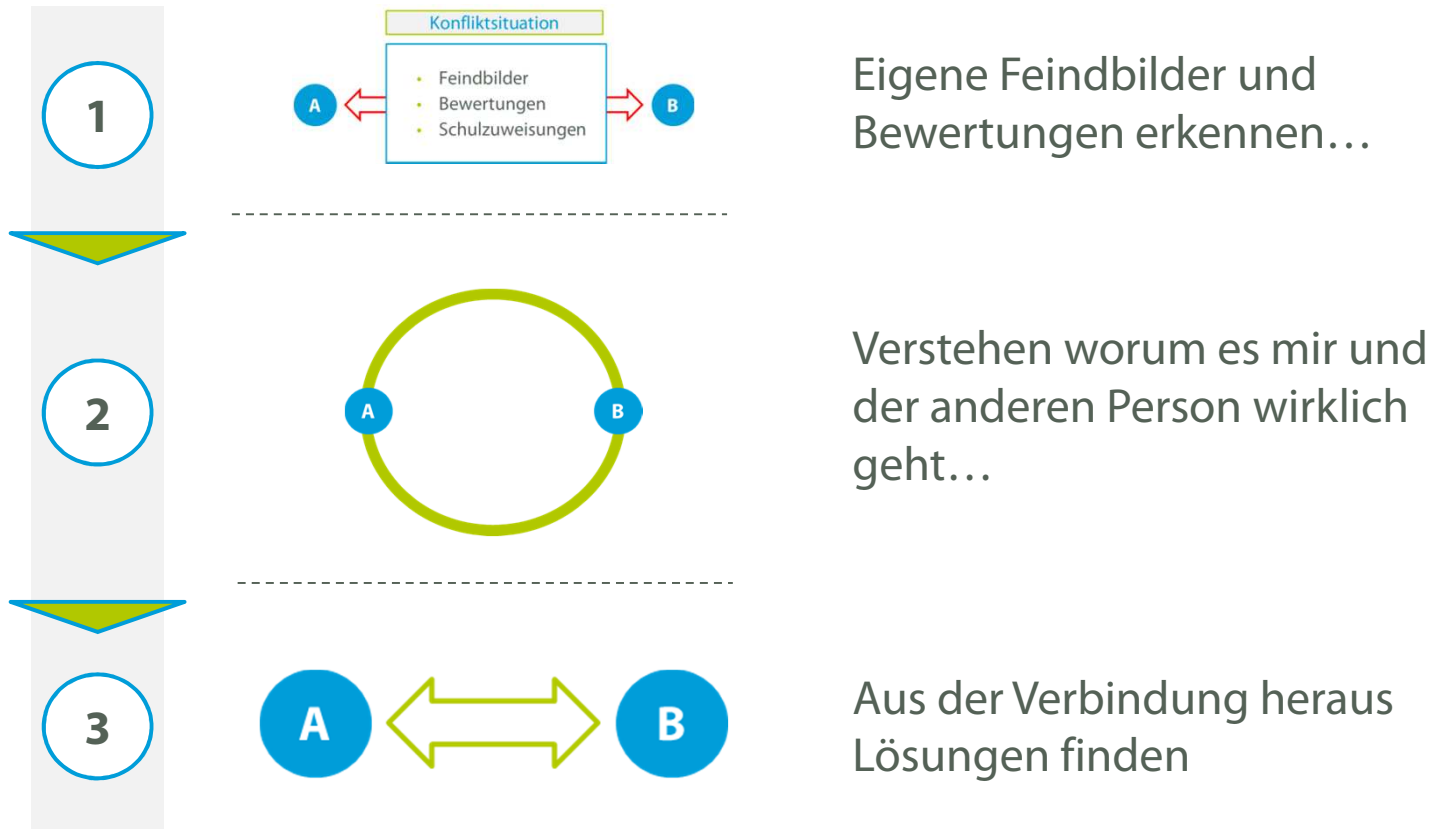 1
Konfliktsituation
A
• Feindbilder
• Bewertungen
• Schulzuweisungen
B
Eigene Feindbilder und
Bewertungen erkennen…
2
A
B
Verstehen worum es mir und
der anderen Person wirklich
geht…
3
A
B
Aus der Verbindung heraus
Lösungen finden